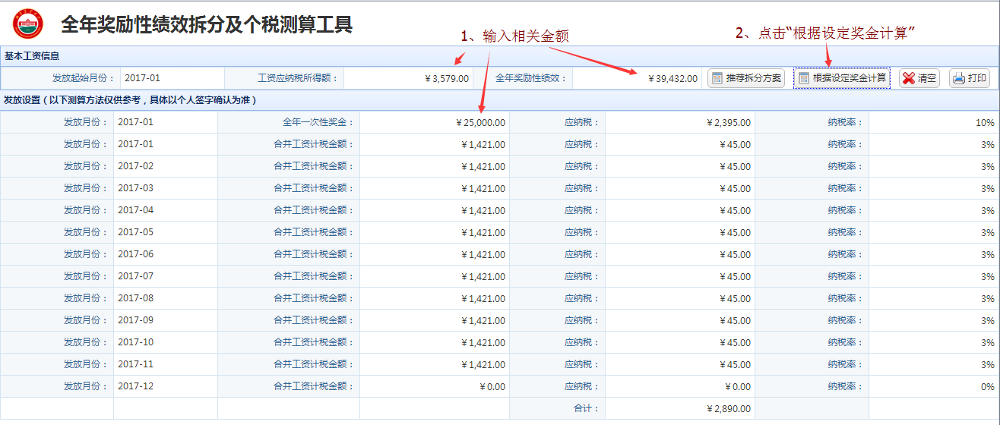 全年奖励性绩效拆分及个税测算工具
1、输入相关金额
2、点击“根据设定奖金计算”
基本工资信息
发放起始月份： 2017-01 工资应纳税所得额： ￥3,579.00 全年奖励性绩效： ￥39,432.00 推荐拆分方案 根据设定奖金计算 清空 打印
发放设置（以下测算方法仅供参考，具体以个人签字确认为准）
发放月份： 2017-01 全年一次性奖金： ￥25,000.00 应纳税： ￥2,395.00 纳税率： 10%
发放月份： 2017-01 合并工资计税金额： ￥1,421.00 应纳税： ￥45.00 纳税率： 3%
发放月份： 2017-02 合并工资计税金额： ￥1,421.00 应纳税： ￥45.00 纳税率： 3%
发放月份： 2017-03 合并工资计税金额： ￥1,421.00 应纳税： ￥45.00 纳税率： 3%
发放月份： 2017-04 合并工资计税金额： ￥1,421.00 应纳税： ￥45.00 纳税率： 3%
发放月份： 2017-05 合并工资计税金额： ￥1,421.00 应纳税： ￥45.00 纳税率： 3%
发放月份： 2017-06 合并工资计税金额： ￥1,421.00 应纳税： ￥45.00 纳税率： 3%
发放月份： 2017-07 合并工资计税金额： ￥1,421.00 应纳税： ￥45.00 纳税率： 3%
发放月份： 2017-08 合并工资计税金额： ￥1,421.00 应纳税： ￥45.00 纳税率： 3%
发放月份： 2017-09 合并工资计税金额： ￥1,421.00 应纳税： ￥45.00 纳税率： 3%
发放月份： 2017-10 合并工资计税金额： ￥1,421.00 应纳税： ￥45.00 纳税率： 3%
发放月份： 2017-11 合并工资计税金额： ￥1,421.00 应纳税： ￥45.00 纳税率： 3%
发放月份： 2017-12 合并工资计税金额： ￥0.00 应纳税： ￥0.00 纳税率： 0%
合计： ￥2,890.00